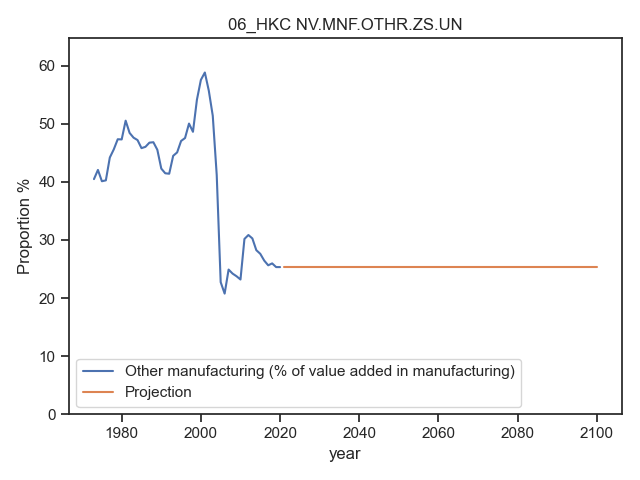 06_HKC NV.MNF.OTHR.ZS.UN
Proportion %
60
50
40
30
20
10
0
Other manufacturing (% of value added in manufacturing)
Projection
1980 2000 2020 2040 2060 2080 2100
year